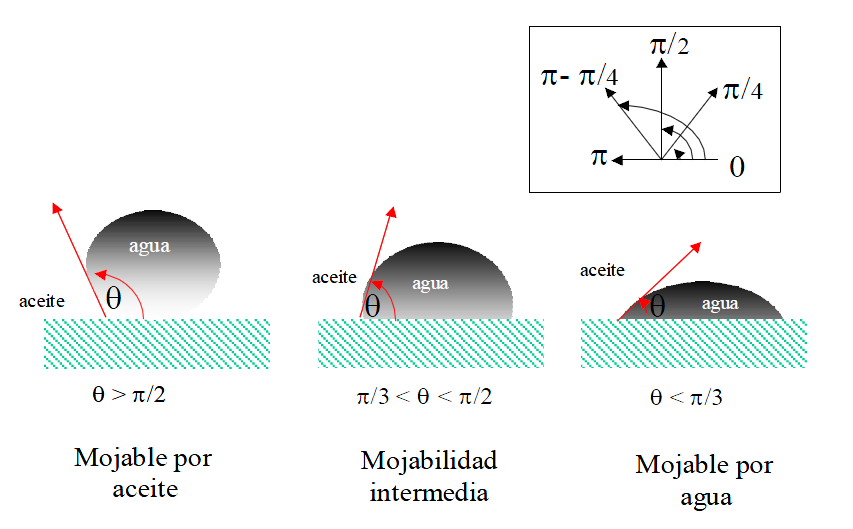 π/2
π- π/4
π/4
π
0
agua
aceite
θ
aceite
agua
θ
aceite
θ
agua
θ > π/2
π/3 < θ < π/2
θ < π/3
Mojable por
aceite
Mojabilidad
intermedia
Mojable por
agua